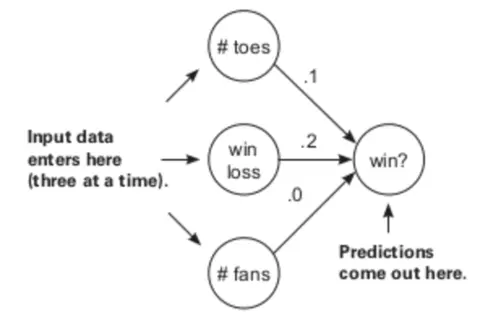 # toes
.1
Input data
enters here
(three at a time).
win
loss
.2
win?
.0
# fans
Predictions
come out here.